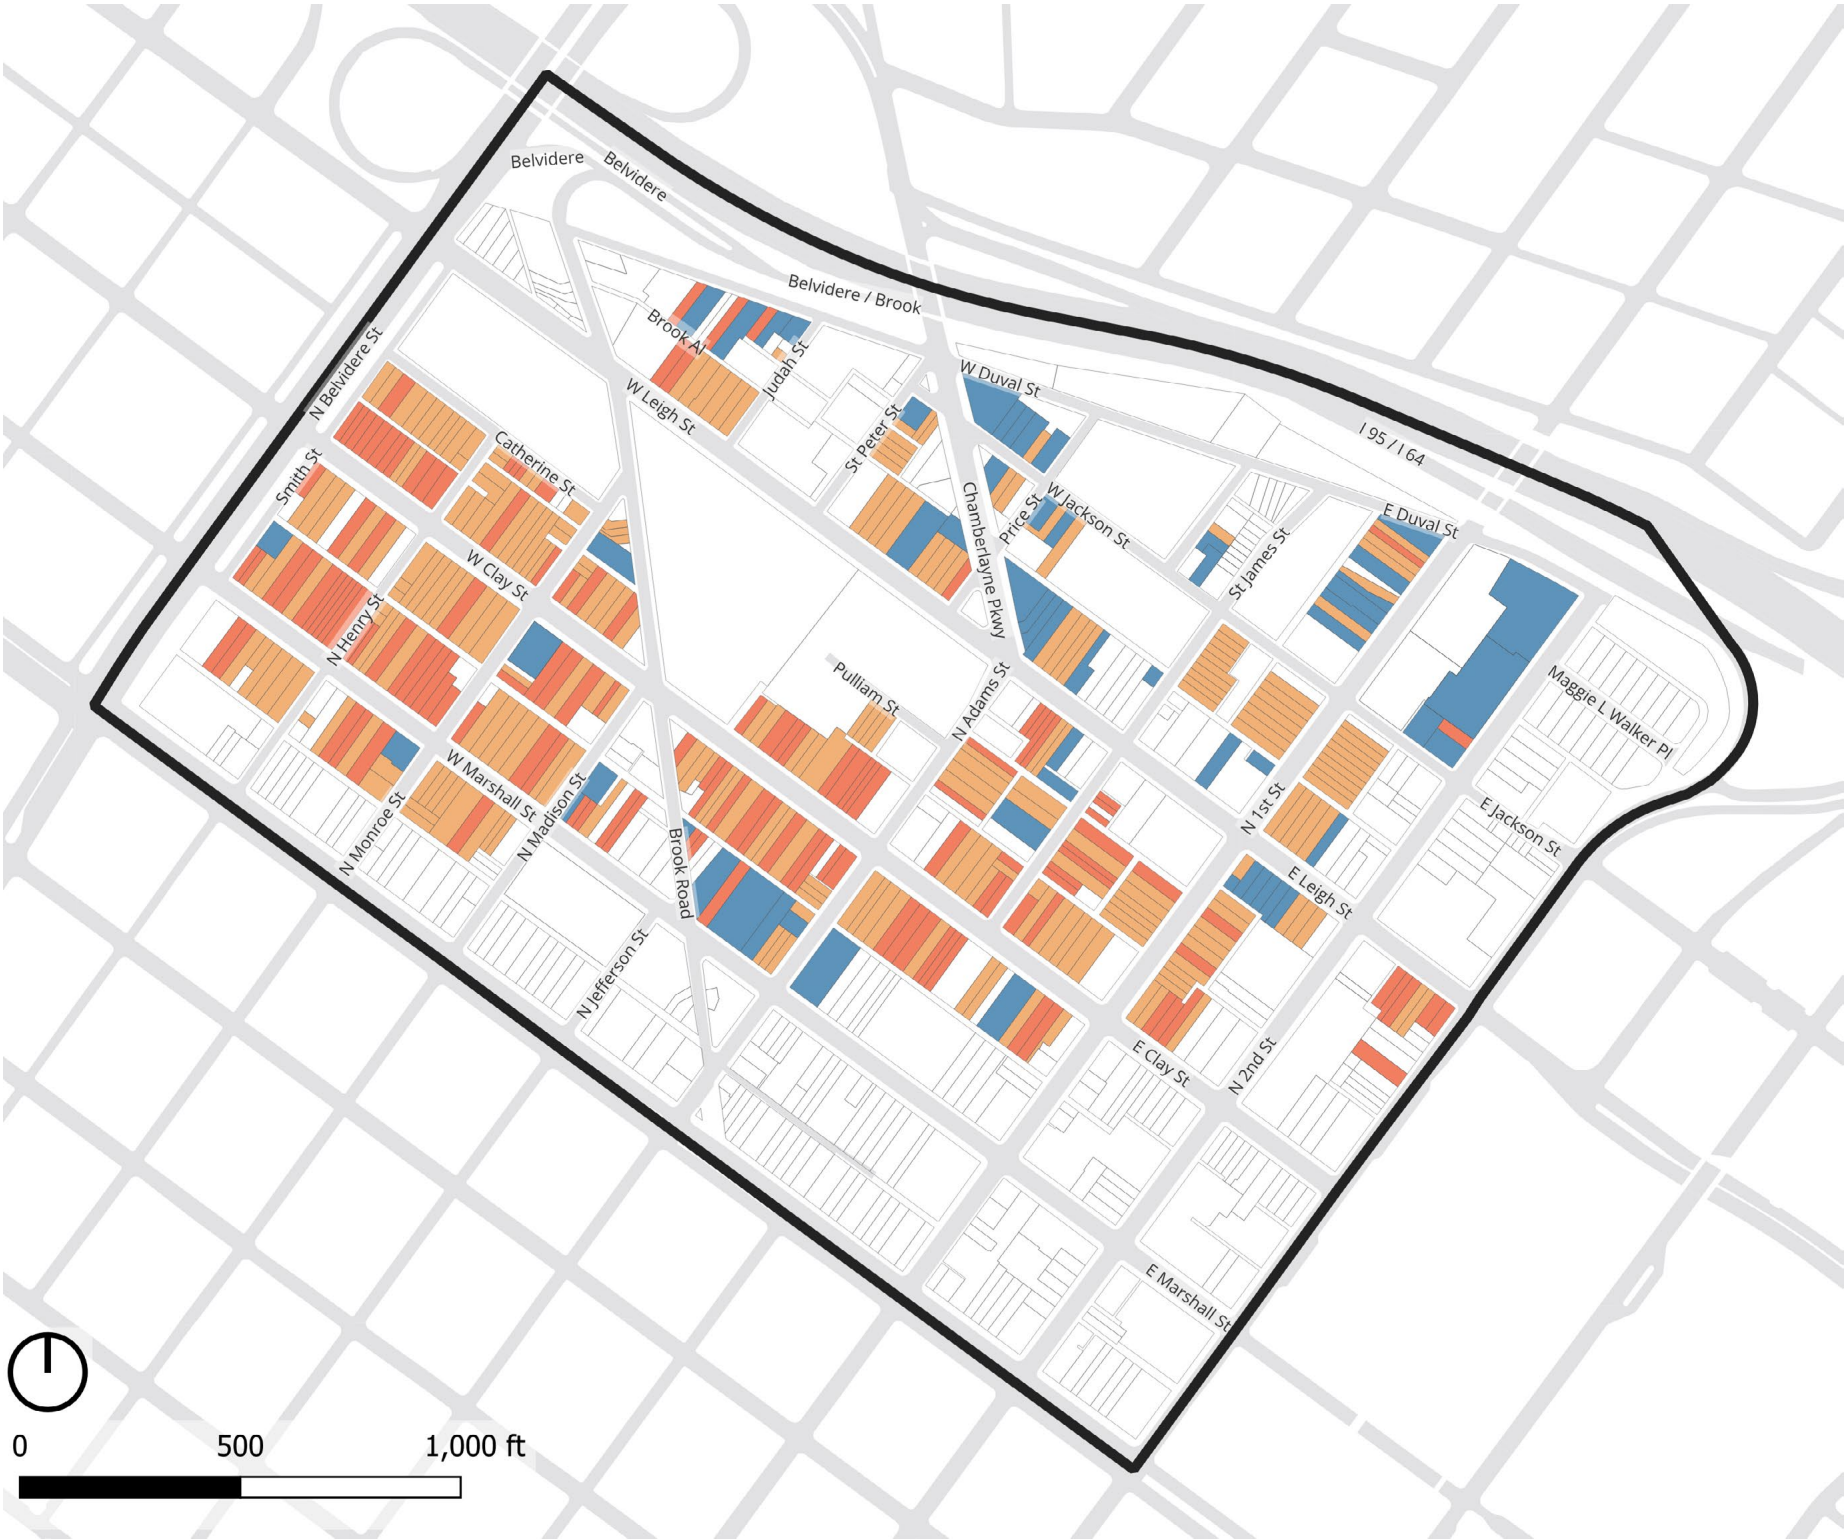 Belvidere
Belvidere
Belvidere / Brook
N Belvidere St
Brook Al
Judah St
W Leigh St
W Duval St
I 95 / I 64
St Peter St
Catherine St
Smith St
Chamberlayne Pkwy
Price St
W Jackson St
E Duval St
St James St
W Clay St
N Henry St
Pulliam St
N Adams St
Maggie L Walker Pl
W Marshall St
N Monroe St
N Madison St
Brook Road
N 1st St
E Jackson St
E Leigh St
N Jefferson St
E Clay St
N 2nd St
E Marshall St
0 500 1,000 ft